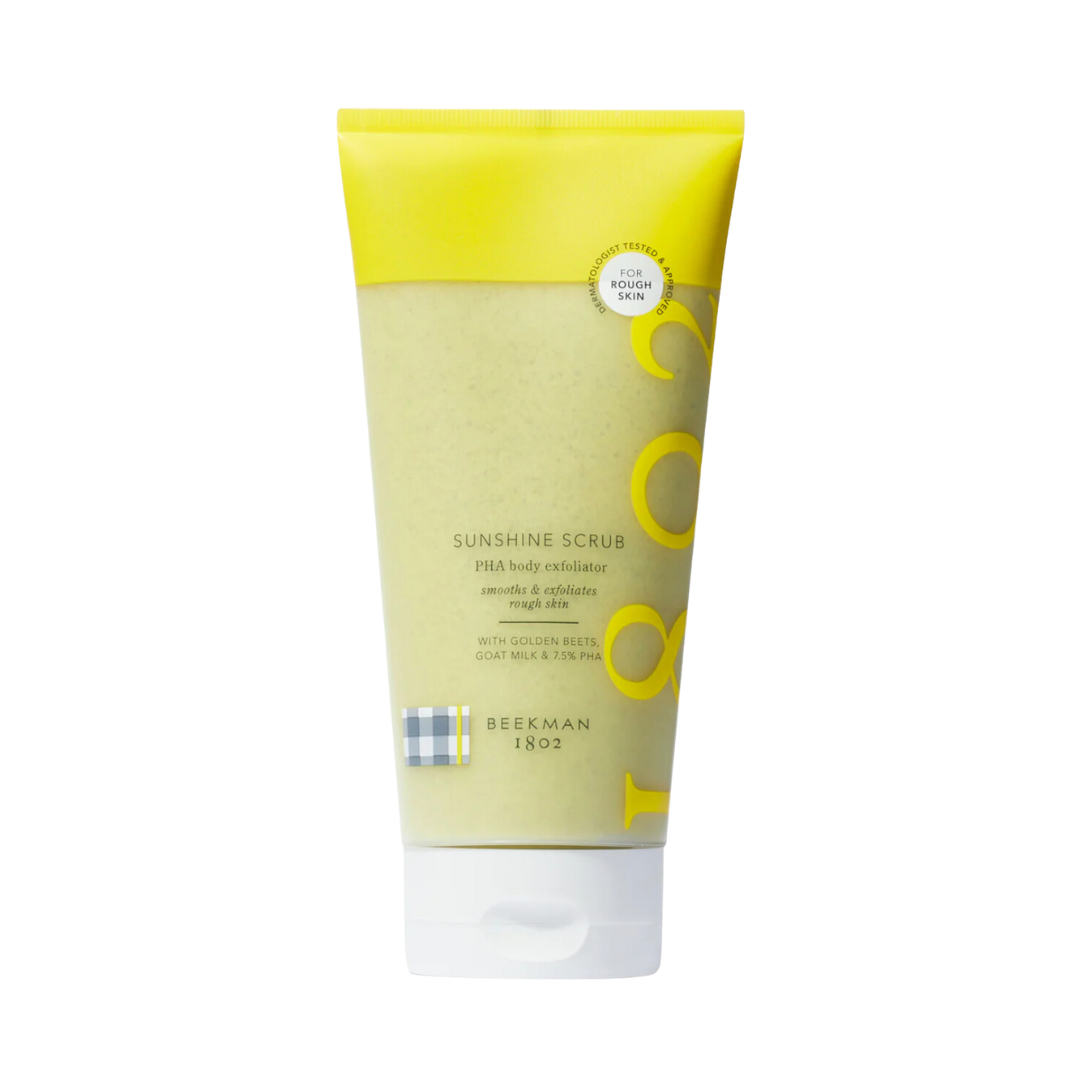 DERMATOLOGIST TESTED & APPROVED
FOR
ROUGH
SKIN
1802
SUNSHINE SCRUB
PHA body exfoliator
smooths & exfoliates
rough skin
WITH GOLDEN BEETS,
GOAT MILK & 7.5% PHA
BEEKMAN
1802